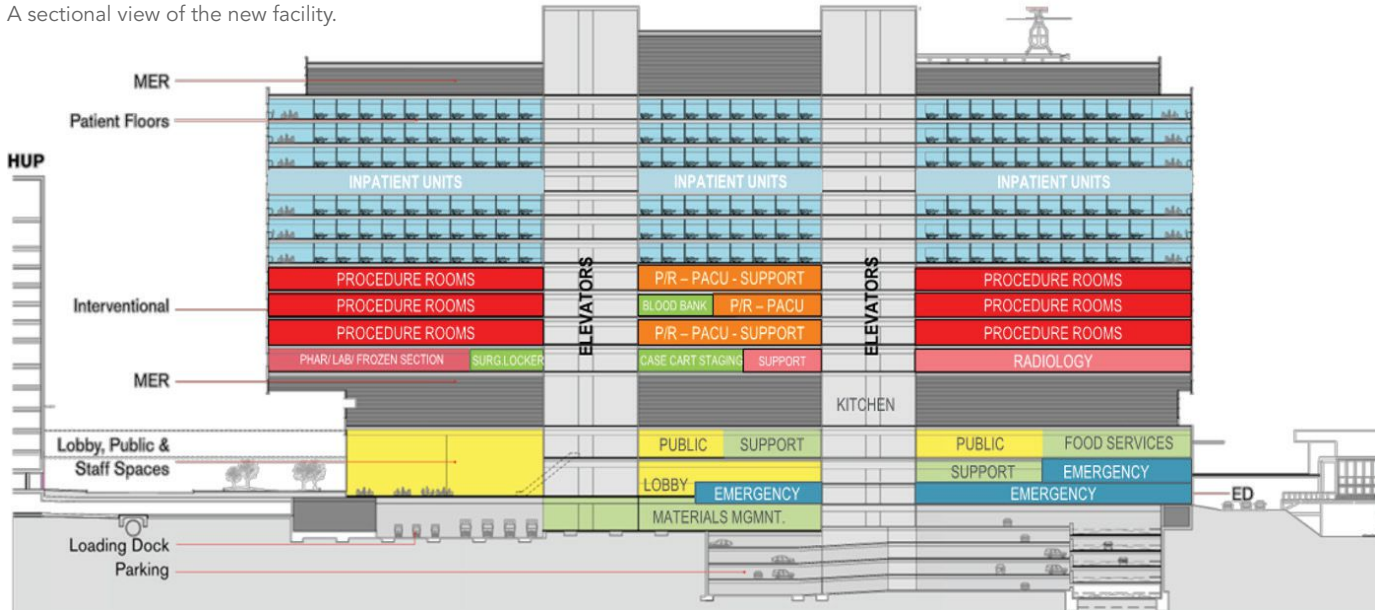 A sectional view of the new facility.
MER
Patient Floors
HUP
INPATIENT UNITS
INPATIENT UNITS
INPATIENT UNITS
ELEVATORS
ELEVATORS
PROCEDURE ROOMS
P/R – PACU - SUPPORT
PROCEDURE ROOMS
Interventional
PROCEDURE ROOMS
BLOOD BANK
P/R – PACU
PROCEDURE ROOMS
PROCEDURE ROOMS
P/R – PACU - SUPPORT
PROCEDURE ROOMS
PHAR/ LAB/ FROZEN SECTION
SURG.LOCKER
CASE CART STAGING
SUPPORT
RADIOLOGY
MER
KITCHEN
Lobby, Public &
Staff Spaces
PUBLIC
SUPPORT
PUBLIC
FOOD SERVICES
SUPPORT
EMERGENCY
LOBBY
EMERGENCY
EMERGENCY
ED
MATERIALS MGMNT.
Loading Dock
Parking